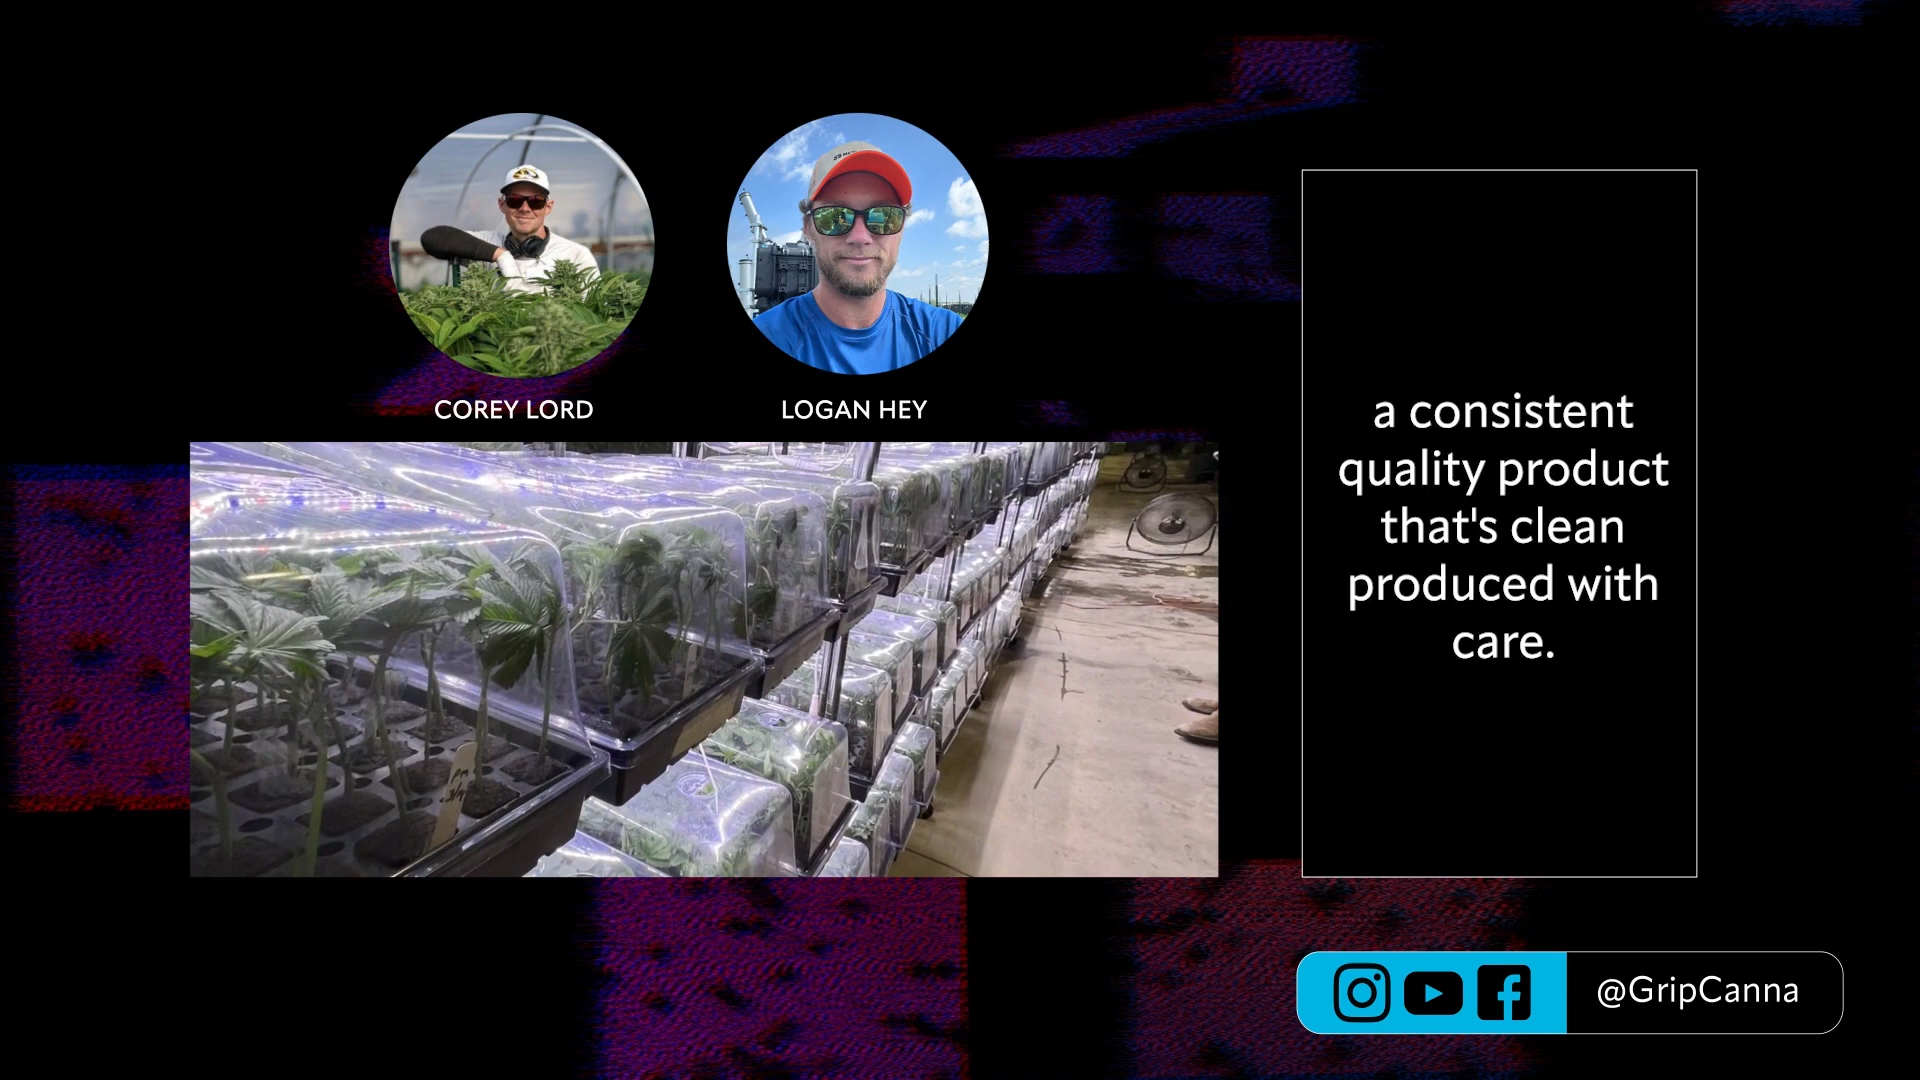 COREY LORD
LOGAN HEY
a consistent
quality product
that's clean
produced with
care.
@GripCanna